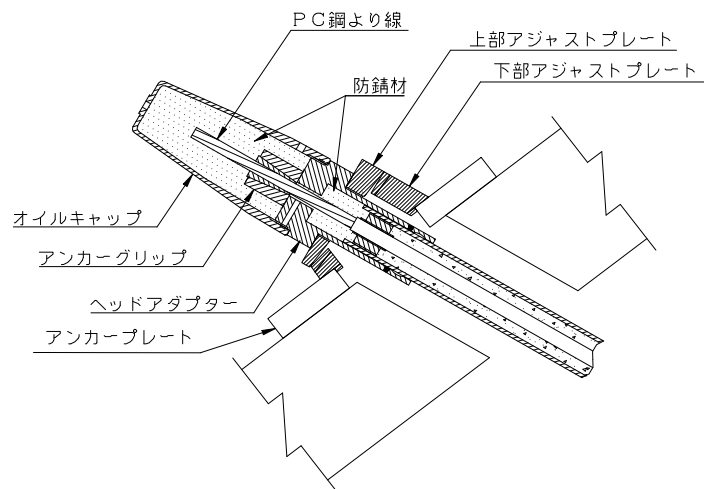 ＰＣ鋼より線
上部アジャストプレート
下部アジャストプレート
防錆材
オイルキャップ
アンカーグリップ
ヘッドアダプター
アンカープレート